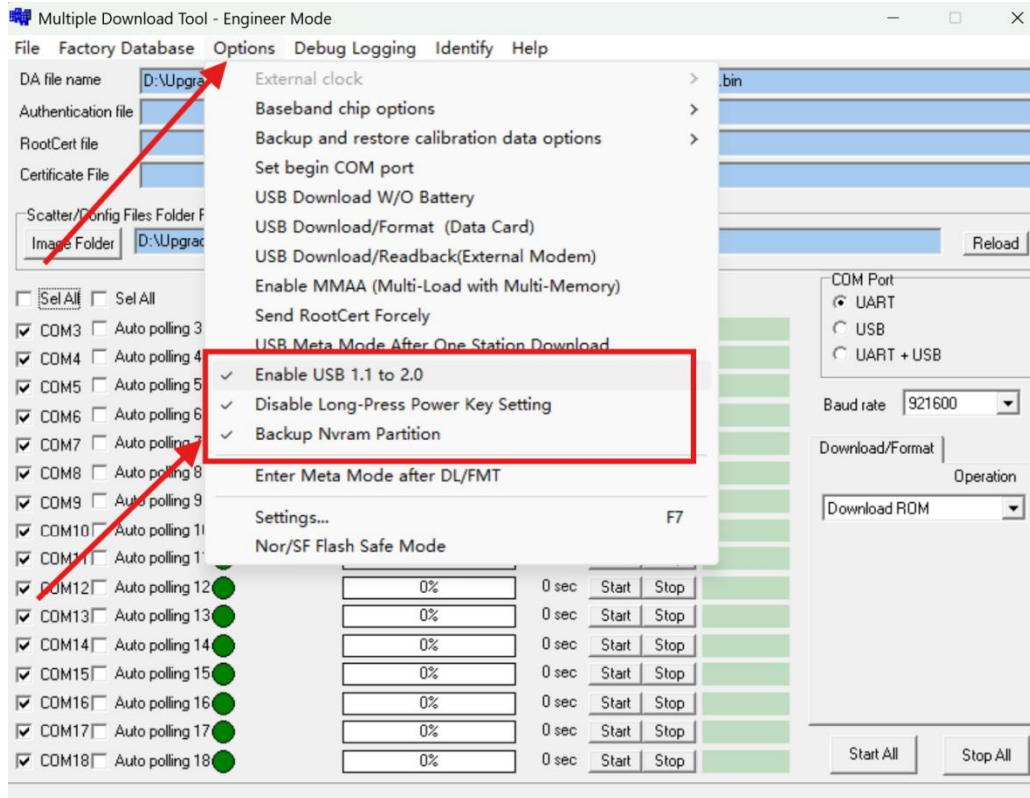 Multiple Download Tool - Engineer Mode
File Factory Database Options Debug Logging Identify Help
DA file name D:\Upgra .bin
Authentication file
RootCert file
Certificate File
Scatter/Config Files Folder
Image Folder D:\Upgrad Reload
External clock
Baseband chip options
Backup and restore calibration data options
Set begin COM port
USB Download W/O Battery
USB Download/Format (Data Card)
USB Download/Readback(External Modem)
Enable MMAA (Multi-Load with Multi-Memory)
Send RootCert Forcely
USB Meta Mode After One Station Download
Enable USB 1.1 to 2.0
Disable Long-Press Power Key Setting
Backup Nvram Partition
Enter Meta Mode after DL/FMT
Settings... F7
Nor/SF Flash Safe Mode
Sel All Sel All
COM3 Auto polling 3
COM4 Auto polling 4
COM5 Auto polling 5
COM6 Auto polling 6
COM7 Auto polling 7
COM8 Auto polling 8
COM9 Auto polling 9
COM10 Auto polling 10
COM11 Auto polling 11
COM12 Auto polling 12 0% 0 sec Start Stop
COM13 Auto polling 13 0% 0 sec Start Stop
COM14 Auto polling 14 0% 0 sec Start Stop
COM15 Auto polling 15 0% 0 sec Start Stop
COM16 Auto polling 16 0% 0 sec Start Stop
COM17 Auto polling 17 0% 0 sec Start Stop
COM18 Auto polling 18 0% 0 sec Start Stop
COM Port
UART
USB
UART + USB
Baud rate 921600
Download/Format
Operation
Download ROM
Start All Stop All